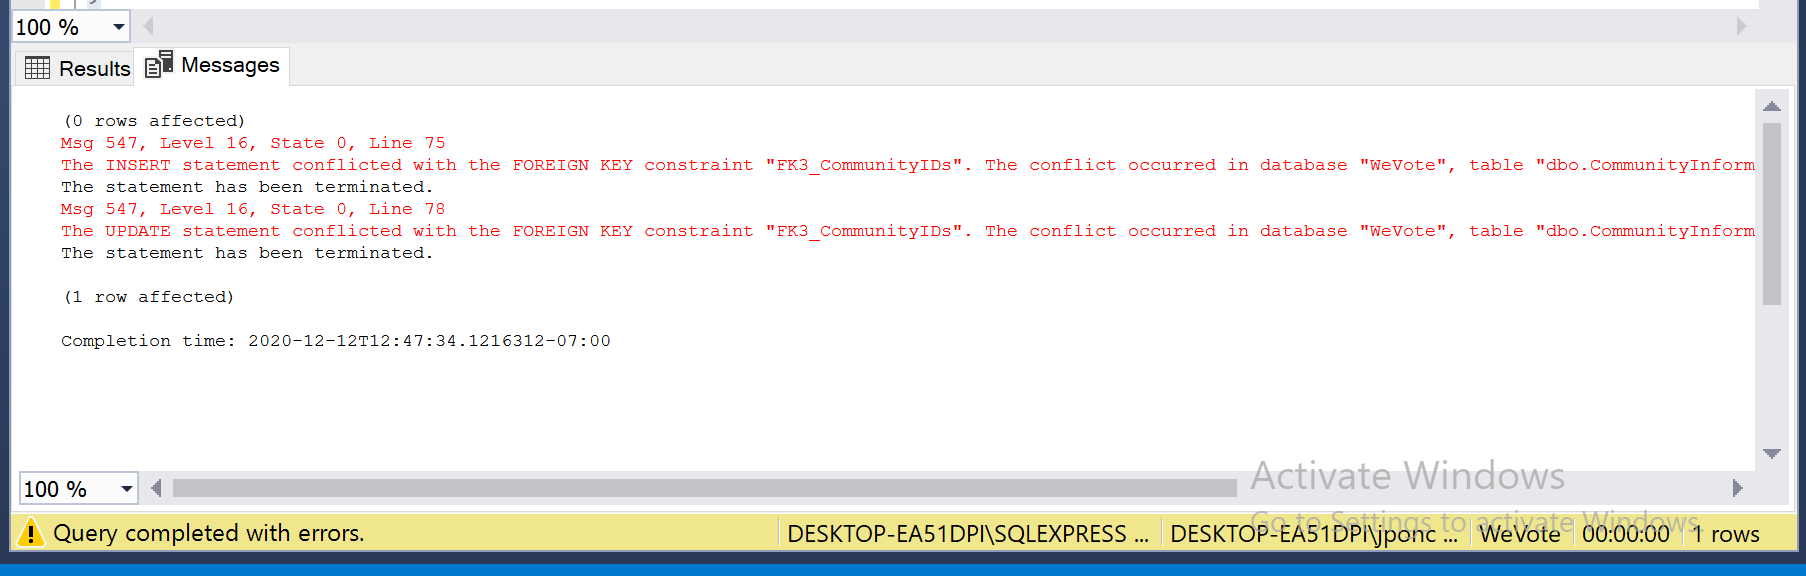 100 %
Results Messages
(0 rows affected)
Msg 547, Level 16, State 0, Line 75
The INSERT statement conflicted with the FOREIGN KEY constraint "FK3_CommunityIDs". The conflict occurred in database "WeVote", table "dbo.CommunityInform
The statement has been terminated.
Msg 547, Level 16, State 0, Line 78
The UPDATE statement conflicted with the FOREIGN KEY constraint "FK3_CommunityIDs". The conflict occurred in database "WeVote", table "dbo.CommunityInform
The statement has been terminated.
(1 row affected)
Completion time: 2020-12-12T12:47:34.1216312-07:00
Activate Windows
100 %
Go to Settings to activate Windows.
Query completed with errors. DESKTOP-EA51DPI\SQLEXPRESS ... DESKTOP-EA51DPI\jponc ... WeVote 00:00:00 1 rows